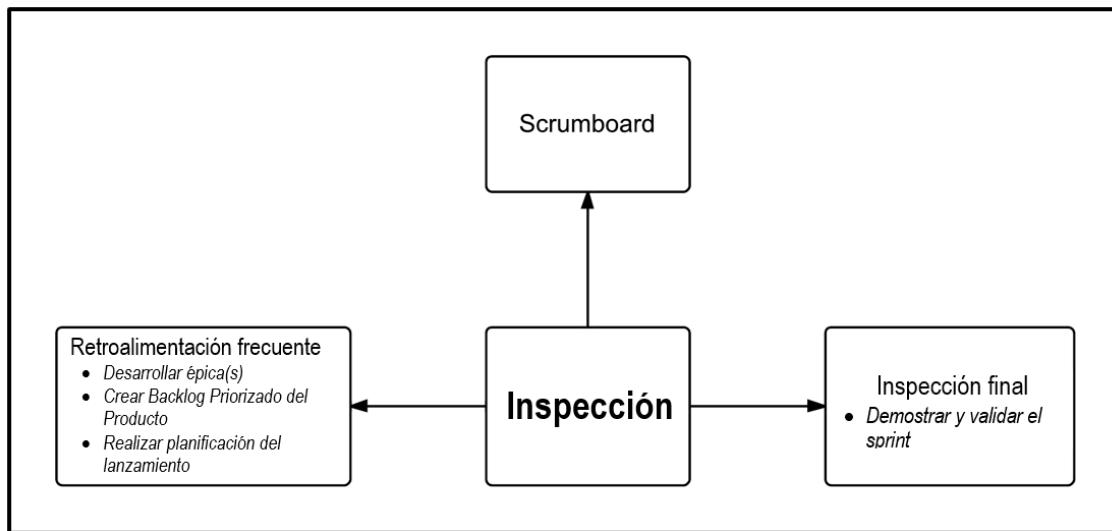 Scrumboard
Retroalimentación frecuente
• Desarrollar épica(s)
• Crear Backlog Priorizado del
Producto
• Realizar planificación del
lanzamiento
Inspección
Inspección final
• Demostrar y validar el
sprint